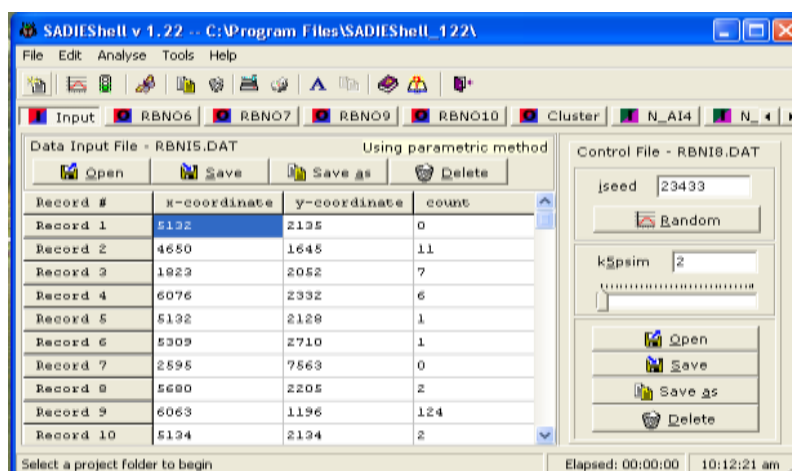 SADIEShell v 1.22 -- C:\Program Files\SADIEShell_122\
File Edit Analyse Tools Help
Input RBNO6 RBNO7 RBNO9 RBNO10 Cluster N_AI4 N_
Data Input File - RBNI5.DAT Using parametric method
Open Save Save as Delete
Record # x-coordinate y-coordinate count
Record 1 5132 2135 0
Record 2 4650 1645 11
Record 3 1823 2052 7
Record 4 6076 2332 6
Record 5 5132 2128 1
Record 6 5309 2710 1
Record 7 2595 7563 0
Record 8 5680 2205 2
Record 9 6063 1196 124
Record 10 5134 2134 2
Control File - RBNI8.DAT
iseed 23433
Random
k5psim 2
Open
Save
Save as
Delete
Select a project folder to begin Elapsed: 00:00:00 10:12:21 am